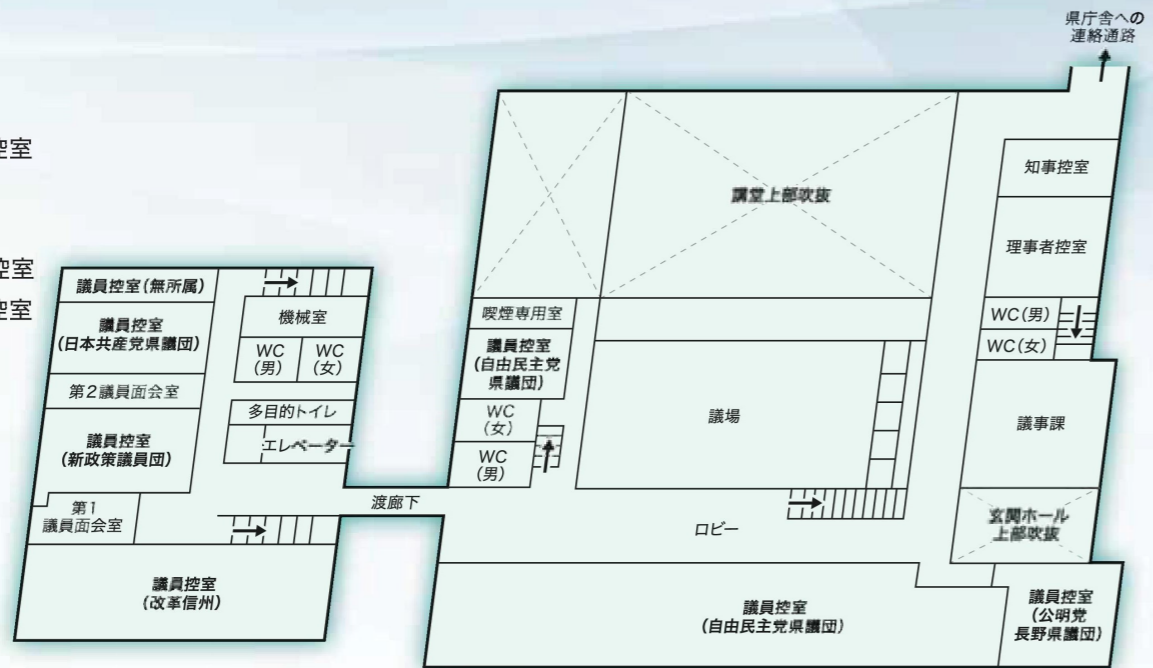 県庁舎への
連絡通路
控室
控室
控室
知事控室
講堂上部吹抜
理事者控室
議員控室(無所属)
機械室
喫煙専用室
WC(男)
WC(女)
議員控室
(日本共産党県議団)
WC
(男)
WC
(女)
議員控室
(自由民主党
県議団)
第2議員面会室
多目的トイレ
エレベーター
WC
(女)
WC
(男)
議場
議事課
議員控室
(新政策議員団)
第1
議員面会室
渡廊下
ロビー
玄関ホール
上部吹抜
議員控室
(改革信州)
議員控室
(自由民主党県議団)
議員控室
(公明党
長野県議団)